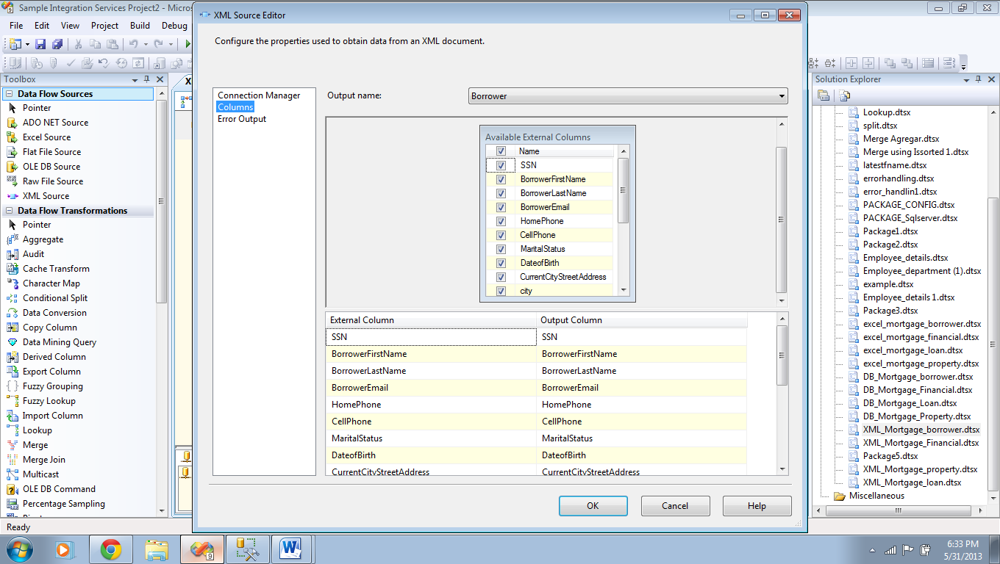 Sample Integration Services Project2 - Micros
File Edit View Project Build Debug
Toolbox
Data Flow Sources
Pointer
ADO NET Source
Excel Source
Flat File Source
OLE DB Source
Raw File Source
XML Source
Data Flow Transformations
Pointer
Aggregate
Audit
Cache Transform
Character Map
Conditional Split
Data Conversion
Copy Column
Data Mining Query
Derived Column
Export Column
Fuzzy Grouping
Fuzzy Lookup
Import Column
Lookup
Merge
Merge Join
Multicast
OLE DB Command
Percentage Sampling
Ready
X
XML Source Editor
Configure the properties used to obtain data from an XML document.
Connection Manager
Columns
Error Output
Output name: Borrower
Available External Columns
Name
SSN
BorrowerFirstName
BorrowerLastName
BorrowerEmail
HomePhone
CellPhone
MaritalStatus
DateofBirth
CurrentCityStreetAddress
city
External Column Output Column
SSN SSN
BorrowerFirstName BorrowerFirstName
BorrowerLastName BorrowerLastName
BorrowerEmail BorrowerEmail
HomePhone HomePhone
CellPhone CellPhone
MaritalStatus MaritalStatus
DateofBirth DateofBirth
CurrentCityStreetAddress CurrentCityStreetAddress
OK Cancel Help
Solution Explorer
Lookup.dtsx
split.dtsx
Merge Agregar.dtsx
Merge using Issorted 1.dtsx
latestfname.dtsx
errorhandling.dtsx
error_handlin1.dtsx
PACKAGE_CONFIG.dtsx
PACKAGE_Sqlserver.dtsx
Package1.dtsx
Package2.dtsx
Employee_details.dtsx
Employee_department (1).dtsx
example.dtsx
Employee_details 1.dtsx
Package3.dtsx
excel_mortgage_borrower.dtsx
excel_mortgage_financial.dtsx
excel_mortgage_loan.dtsx
excel_mortgage_property.dtsx
DB_Mortgage_borrower.dtsx
DB_Mortgage_Financial.dtsx
DB_Mortgage_Loan.dtsx
DB_Mortgage_Property.dtsx
XML_Mortgage_borrower.dtsx
XML_Mortgage_Financial.dtsx
Package5.dtsx
XML_Mortgage_property.dtsx
XML_Mortgage_loan.dtsx
Miscellaneous
9
W
6:33 PM
5/31/2013